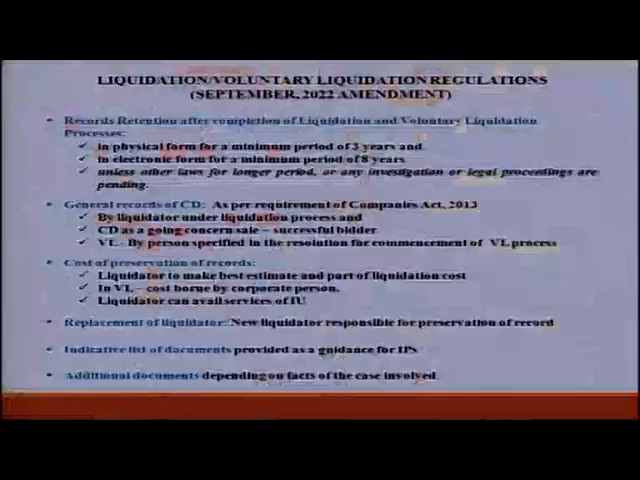 LIQUIDATION/VOLUNTARY LIQUIDATION REGULATIONS
(SEPTEMBER, 2022 AMENDMENT)
• Records Retention after completion of Liquidation and Voluntary Liquidation
Processes:
✓ in physical form for a minimum period of 3 years and
✓ in electronic form for a minimum period of 8 years
✓ unless other laws for longer period, or any investigation or legal proceedings are
pending.
• General records of CD: As per requirement of Companies Act, 2013
✓ By liquidator under liquidation process and
✓ CD as a going concern sale – successful bidder
✓ VL - By person specified in the resolution for commencement of VL process
• Cost of preservation of records:
✓ Liquidator to make best estimate and part of liquidation cost
✓ In VL – cost borne by corporate person.
✓ Liquidator can avail services of IU
• Replacement of liquidator: New liquidator responsible for preservation of record
• Indicative list of documents provided as a guidance for IPs
• Additional documents depending on facts of the case involved